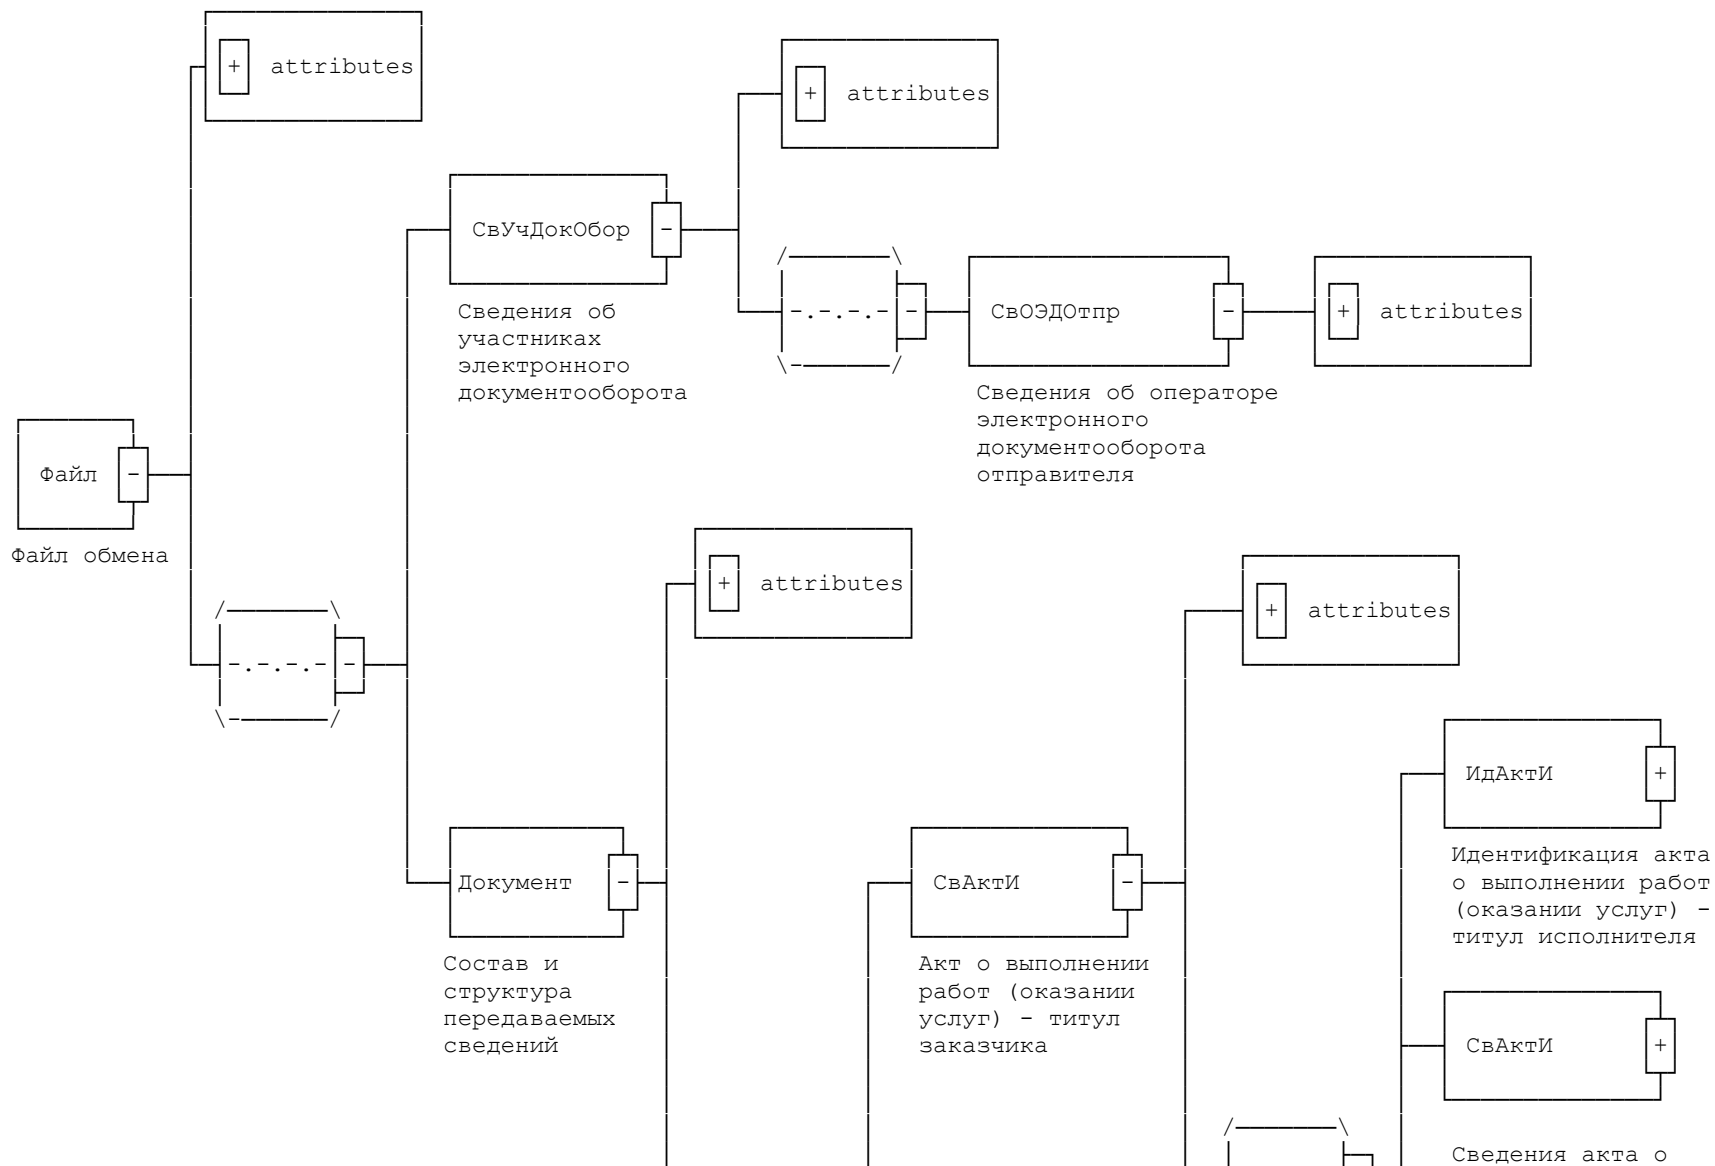 + attributes
+ attributes
СвУчДокОбор -
-.-.-.- -
СвОЭДОтпр -
+ attributes
Сведения об
участниках
электронного
документооборота
Сведения об операторе
электронного
документооборота
отправителя
Файл -
Файл обмена
+ attributes
+ attributes
-.-.-.- -
ИдАктИ +
Идентификация акта
о выполнении работ
(оказании услуг) -
титул исполнителя
Документ -
Состав и
структура
передаваемых
сведений
СвАктИ -
Акт о выполнении
работ (оказании
услуг) - титул
заказчика
СвАктИ +
Сведения акта о